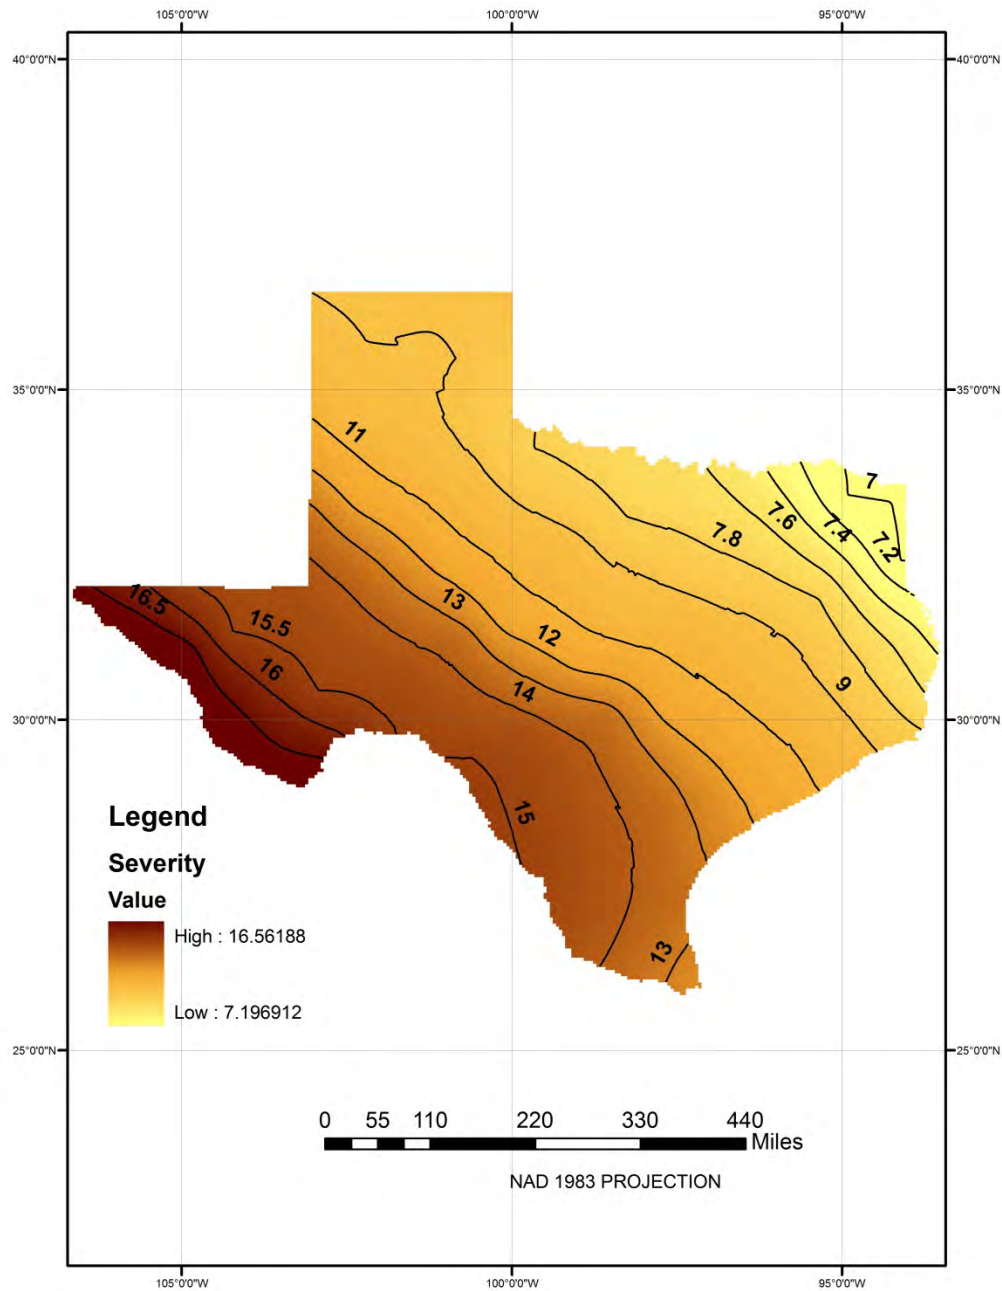 105°0'0"W 100°0'0"W 95°0'0"W
40°0'0"N 40°0'0"N
35°0'0"N 35°0'0"N
11
7
7.6
7.4
7.8
7.2
16.5
13
15.5
12
16
14
9
30°0'0"N 30°0'0"N
15
13
Legend
Severity
Value
High : 16.56188
Low : 7.196912
25°0'0"N 25°0'0"N
0 55 110 220 330 440
Miles
NAD 1983 PROJECTION
105°0'0"W 100°0'0"W 95°0'0"W